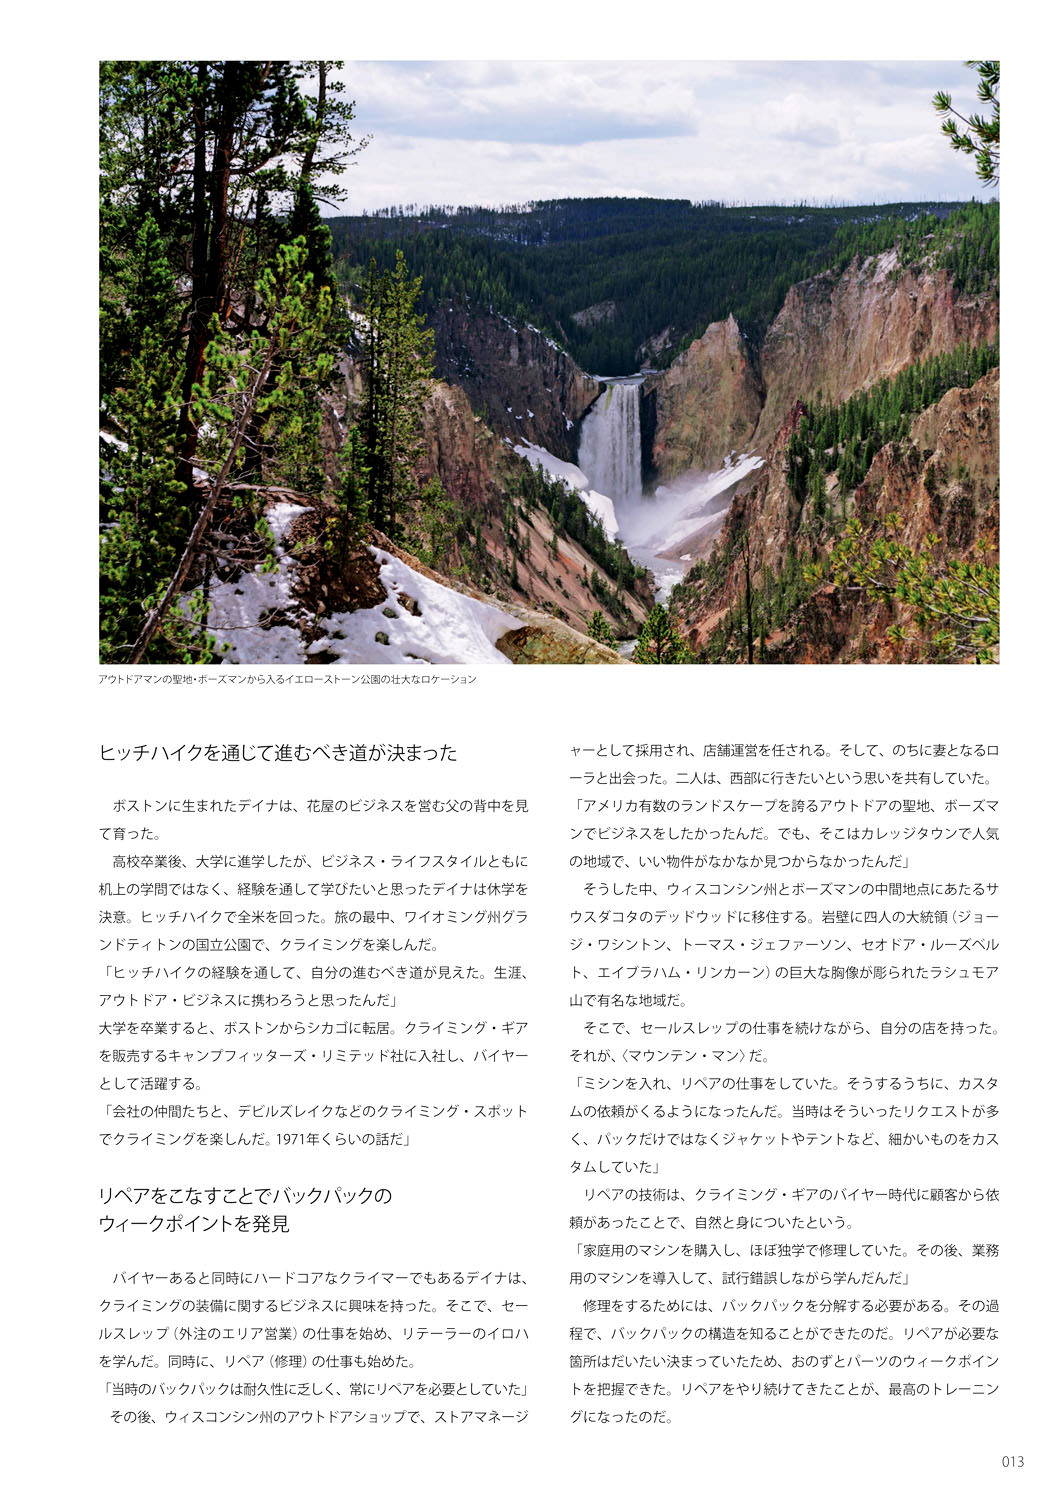 アウトドアマンの聖地・ボーズマンから入るイエローストーン公園の壮大なロケーション
ヒッチハイクを通じて進むべき道が決まった
ボストンに生まれたデイナは、花屋のビジネスを営む父の背中を見
て育った。
高校卒業後、大学に進学したが、ビジネス・ライフスタイルともに
机上の学問ではなく、経験を通して学びたいと思ったデイナは休学を
決意。ヒッチハイクで全米を回った。旅の最中、ワイオミング州グラ
ンドティトンの国立公園で、クライミングを楽しんだ。
「ヒッチハイクの経験を通して、自分の進むべき道が見えた。生涯、
アウトドア・ビジネスに携わろうと思ったんだ」
大学を卒業すると、ボストンからシカゴに転居。クライミング・ギア
を販売するキャンプフィッターズ・リミテッド社に入社し、バイヤー
として活躍する。
「会社の仲間たちと、デビルズレイクなどのクライミング・スポット
でクライミングを楽しんだ。1971年くらいの話だ」
リペアをこなすことでバックパックの
ウィークポイントを発見
バイヤーあると同時にハードコアなクライマーでもあるデイナは、
クライミングの装備に関するビジネスに興味を持った。そこで、セー
ルスレップ（外注のエリア営業）の仕事を始め、リテーラーのイロハ
を学んだ。同時に、リペア（修理）の仕事も始めた。
「当時のバックパックは耐久性に乏しく、常にリペアを必要としていた」
その後、ウィスコンシン州のアウトドアショップで、ストアマネージ
ャーとして採用され、店舗運営を任される。そして、のちに妻となるロ
ーラと出会った。二人は、西部に行きたいという思いを共有していた。
「アメリカ有数のランドスケープを誇るアウトドアの聖地、ボーズマ
ンでビジネスをしたかったんだ。でも、そこはカレッジタウンで人気
の地域で、いい物件がなかなか見つからなかったんだ」
そうした中、ウィスコンシン州とボーズマンの中間地点にあたるサ
ウスダコタのデッドウッドに移住する。岩壁に四人の大統領（ジョー
ジ・ワシントン、トーマス・ジェファーソン、セオドア・ルーズベル
ト、エイブラハム・リンカーン）の巨大な胸像が彫られたラシュモア
山で有名な地域だ。
そこで、セールスレップの仕事を続けながら、自分の店を持った。
それが、〈マウンテン・マン〉だ。
「ミシンを入れ、リペアの仕事をしていた。そうするうちに、カスタ
ムの依頼がくるようになったんだ。当時はそういったリクエストが多
く、パックだけではなくジャケットやテントなど、細かいものをカス
タムしていた」
リペアの技術は、クライミング・ギアのバイヤー時代に顧客から依
頼があったことで、自然と身についたという。
「家庭用のマシンを購入し、ほぼ独学で修理していた。その後、業務
用のマシンを導入して、試行錯誤しながら学んだんだ」
修理をするためには、バックパックを分解する必要がある。その過
程で、バックパックの構造を知ることができたのだ。リペアが必要な
箇所はだいたい決まっていたため、おのずとパーツのウィークポイン
トを把握できた。リペアをやり続けてきたことが、最高のトレーニン
グになったのだ。
013